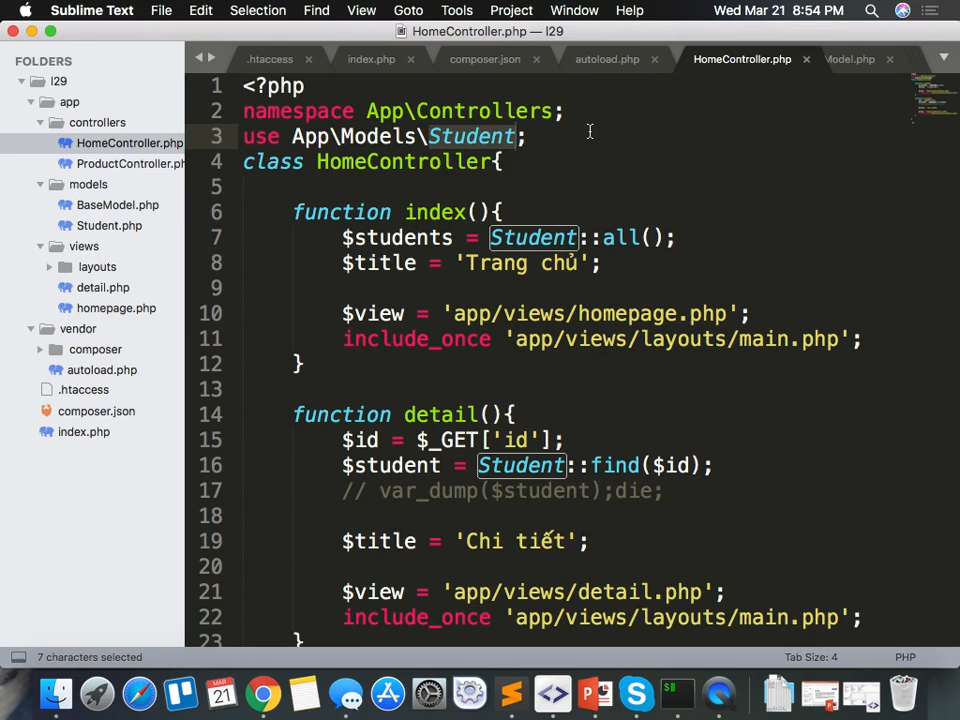 Sublime Text File Edit Selection Find View Goto Tools Project Window Help Wed Mar 21 8:54 PM
HomeController.php — l29
FOLDERS
l29
app
controllers
HomeController.php
ProductController.ph
models
BaseModel.php
Student.php
views
layouts
detail.php
homepage.php
vendor
composer
autoload.php
.htaccess
composer.json
index.php
.htaccess index.php composer.json autoload.php HomeController.php Model.php
1 <?php
2 namespace App\Controllers;
3 use App\Models\Student;
4 class HomeController{
5
6 function index(){
7 $students = Student::all();
8 $title = 'Trang chủ';
9
10 $view = 'app/views/homepage.php';
11 include_once 'app/views/layouts/main.php';
12 }
13
14 function detail(){
15 $id = $_GET['id'];
16 $student = Student::find($id);
17 // var_dump($student);die;
18
19 $title = 'Chi tiết';
20
21 $view = 'app/views/detail.php';
22 include_once 'app/views/layouts/main.php';
23 }
7 characters selected Tab Size: 4 PHP
MAR
21